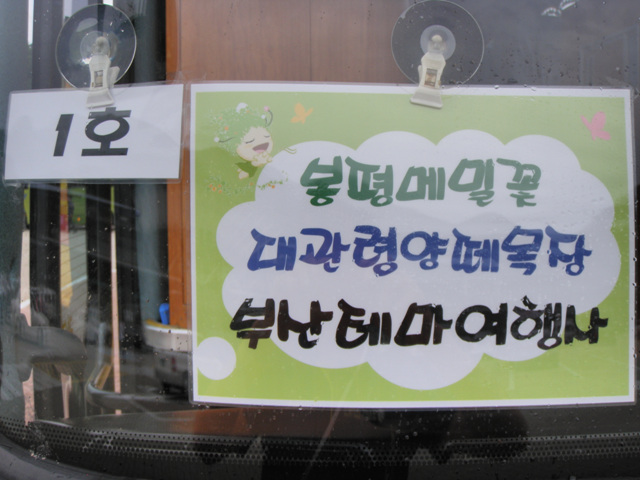 1호
봉평메밀꽃
대관령양떼목장
부산테마여행사